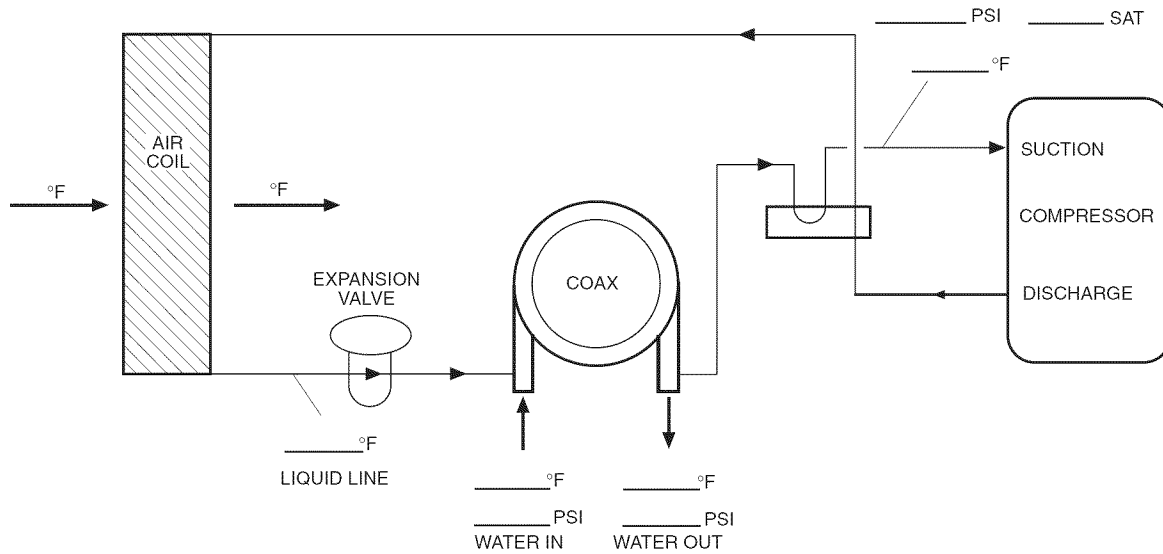 PSI SAT
°F
AIR
COIL
SUCTION
°F
°F
COMPRESSOR
EXPANSION
VALVE
COAX
DISCHARGE
°F
LIQUID LINE
°F
°F
PSI
PSI
WATER IN
WATER OUT